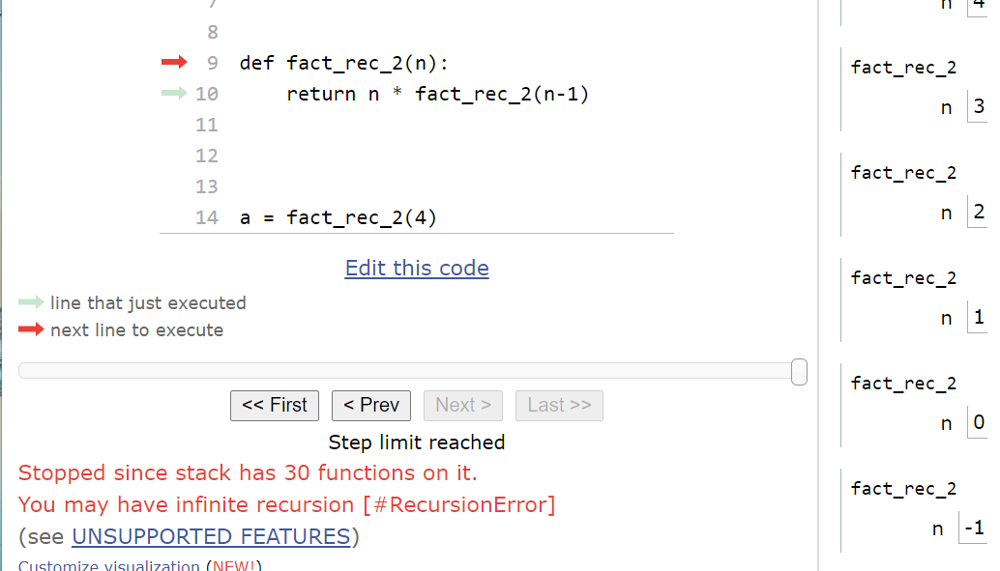 8
9 def fact_rec_2(n):
10 return n * fact_rec_2(n-1)
11
12
13
14 a = fact_rec_2(4)
Edit this code
line that just executed
next line to execute
<< First < Prev Next > Last >>
Step limit reached
Stopped since stack has 30 functions on it.
You may have infinite recursion [#RecursionError]
(see UNSUPPORTED FEATURES)
Customize visualization (NEW!)
n 4
fact_rec_2
n 3
fact_rec_2
n 2
fact_rec_2
n 1
fact_rec_2
n 0
fact_rec_2
n -1